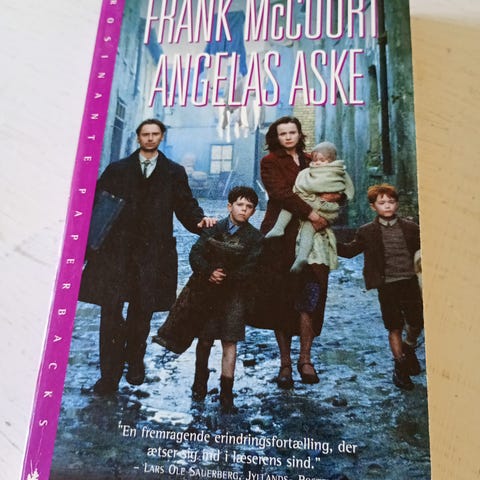 FRANK McCOURT
ANGELAS ASKE
ROSINANTE PAPERBACKS
"En fremragende erindringsfortælling, der
ætser sig ind i læserens sind."
– LARS OLE SAUERBERG, JYLLANDS-